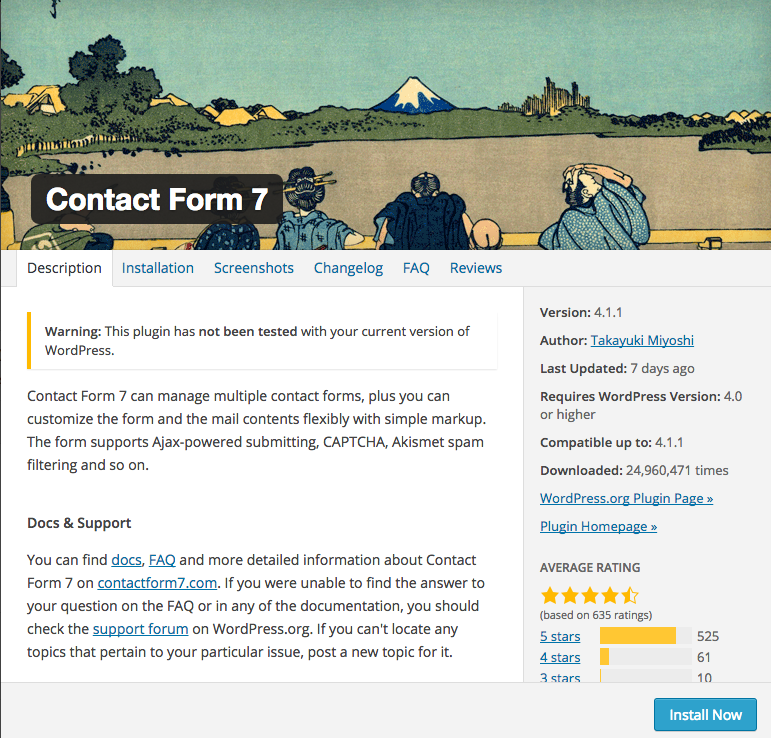 Contact Form 7
Description Installation Screenshots Changelog FAQ Reviews
Warning: This plugin has not been tested with your current version of
WordPress.
Contact Form 7 can manage multiple contact forms, plus you can
customize the form and the mail contents flexibly with simple markup.
The form supports Ajax-powered submitting, CAPTCHA, Akismet spam
filtering and so on.
Docs & Support
You can find docs, FAQ and more detailed information about Contact
Form 7 on contactform7.com. If you were unable to find the answer to
your question on the FAQ or in any of the documentation, you should
check the support forum on WordPress.org. If you can't locate any
topics that pertain to your particular issue, post a new topic for it.
Version: 4.1.1
Author: Takayuki Miyoshi
Last Updated: 7 days ago
Requires WordPress Version: 4.0
or higher
Compatible up to: 4.1.1
Downloaded: 24,960,471 times
WordPress.org Plugin Page »
Plugin Homepage »
AVERAGE RATING
(based on 635 ratings)
5 stars 525
4 stars 61
3 stars 10
Install Now